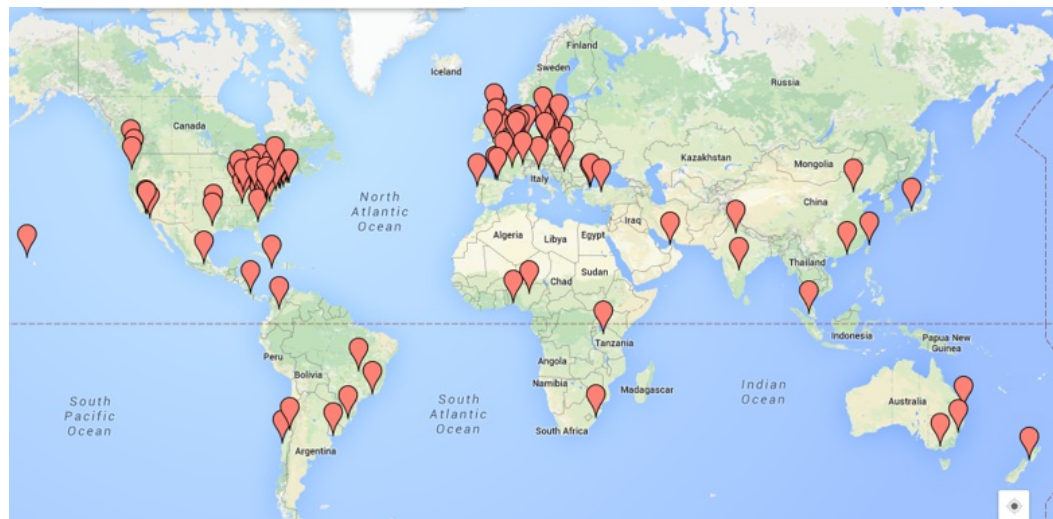 Finland
Sweden
Iceland
Russia
Canada
Kazakhstan
Mongolia
Italy
China
North
Atlantic
Ocean
Iraq
Algeria
Libya
Egypt
Thailand
Chad
Sudan
Indonesia
Papua New
Guinea
Tanzania
Peru
Angola
Bolivia
Namibia
Madagascar
Indian
Ocean
South
Pacific
Ocean
South
Atlantic
Ocean
Australia
South Africa
Argentina